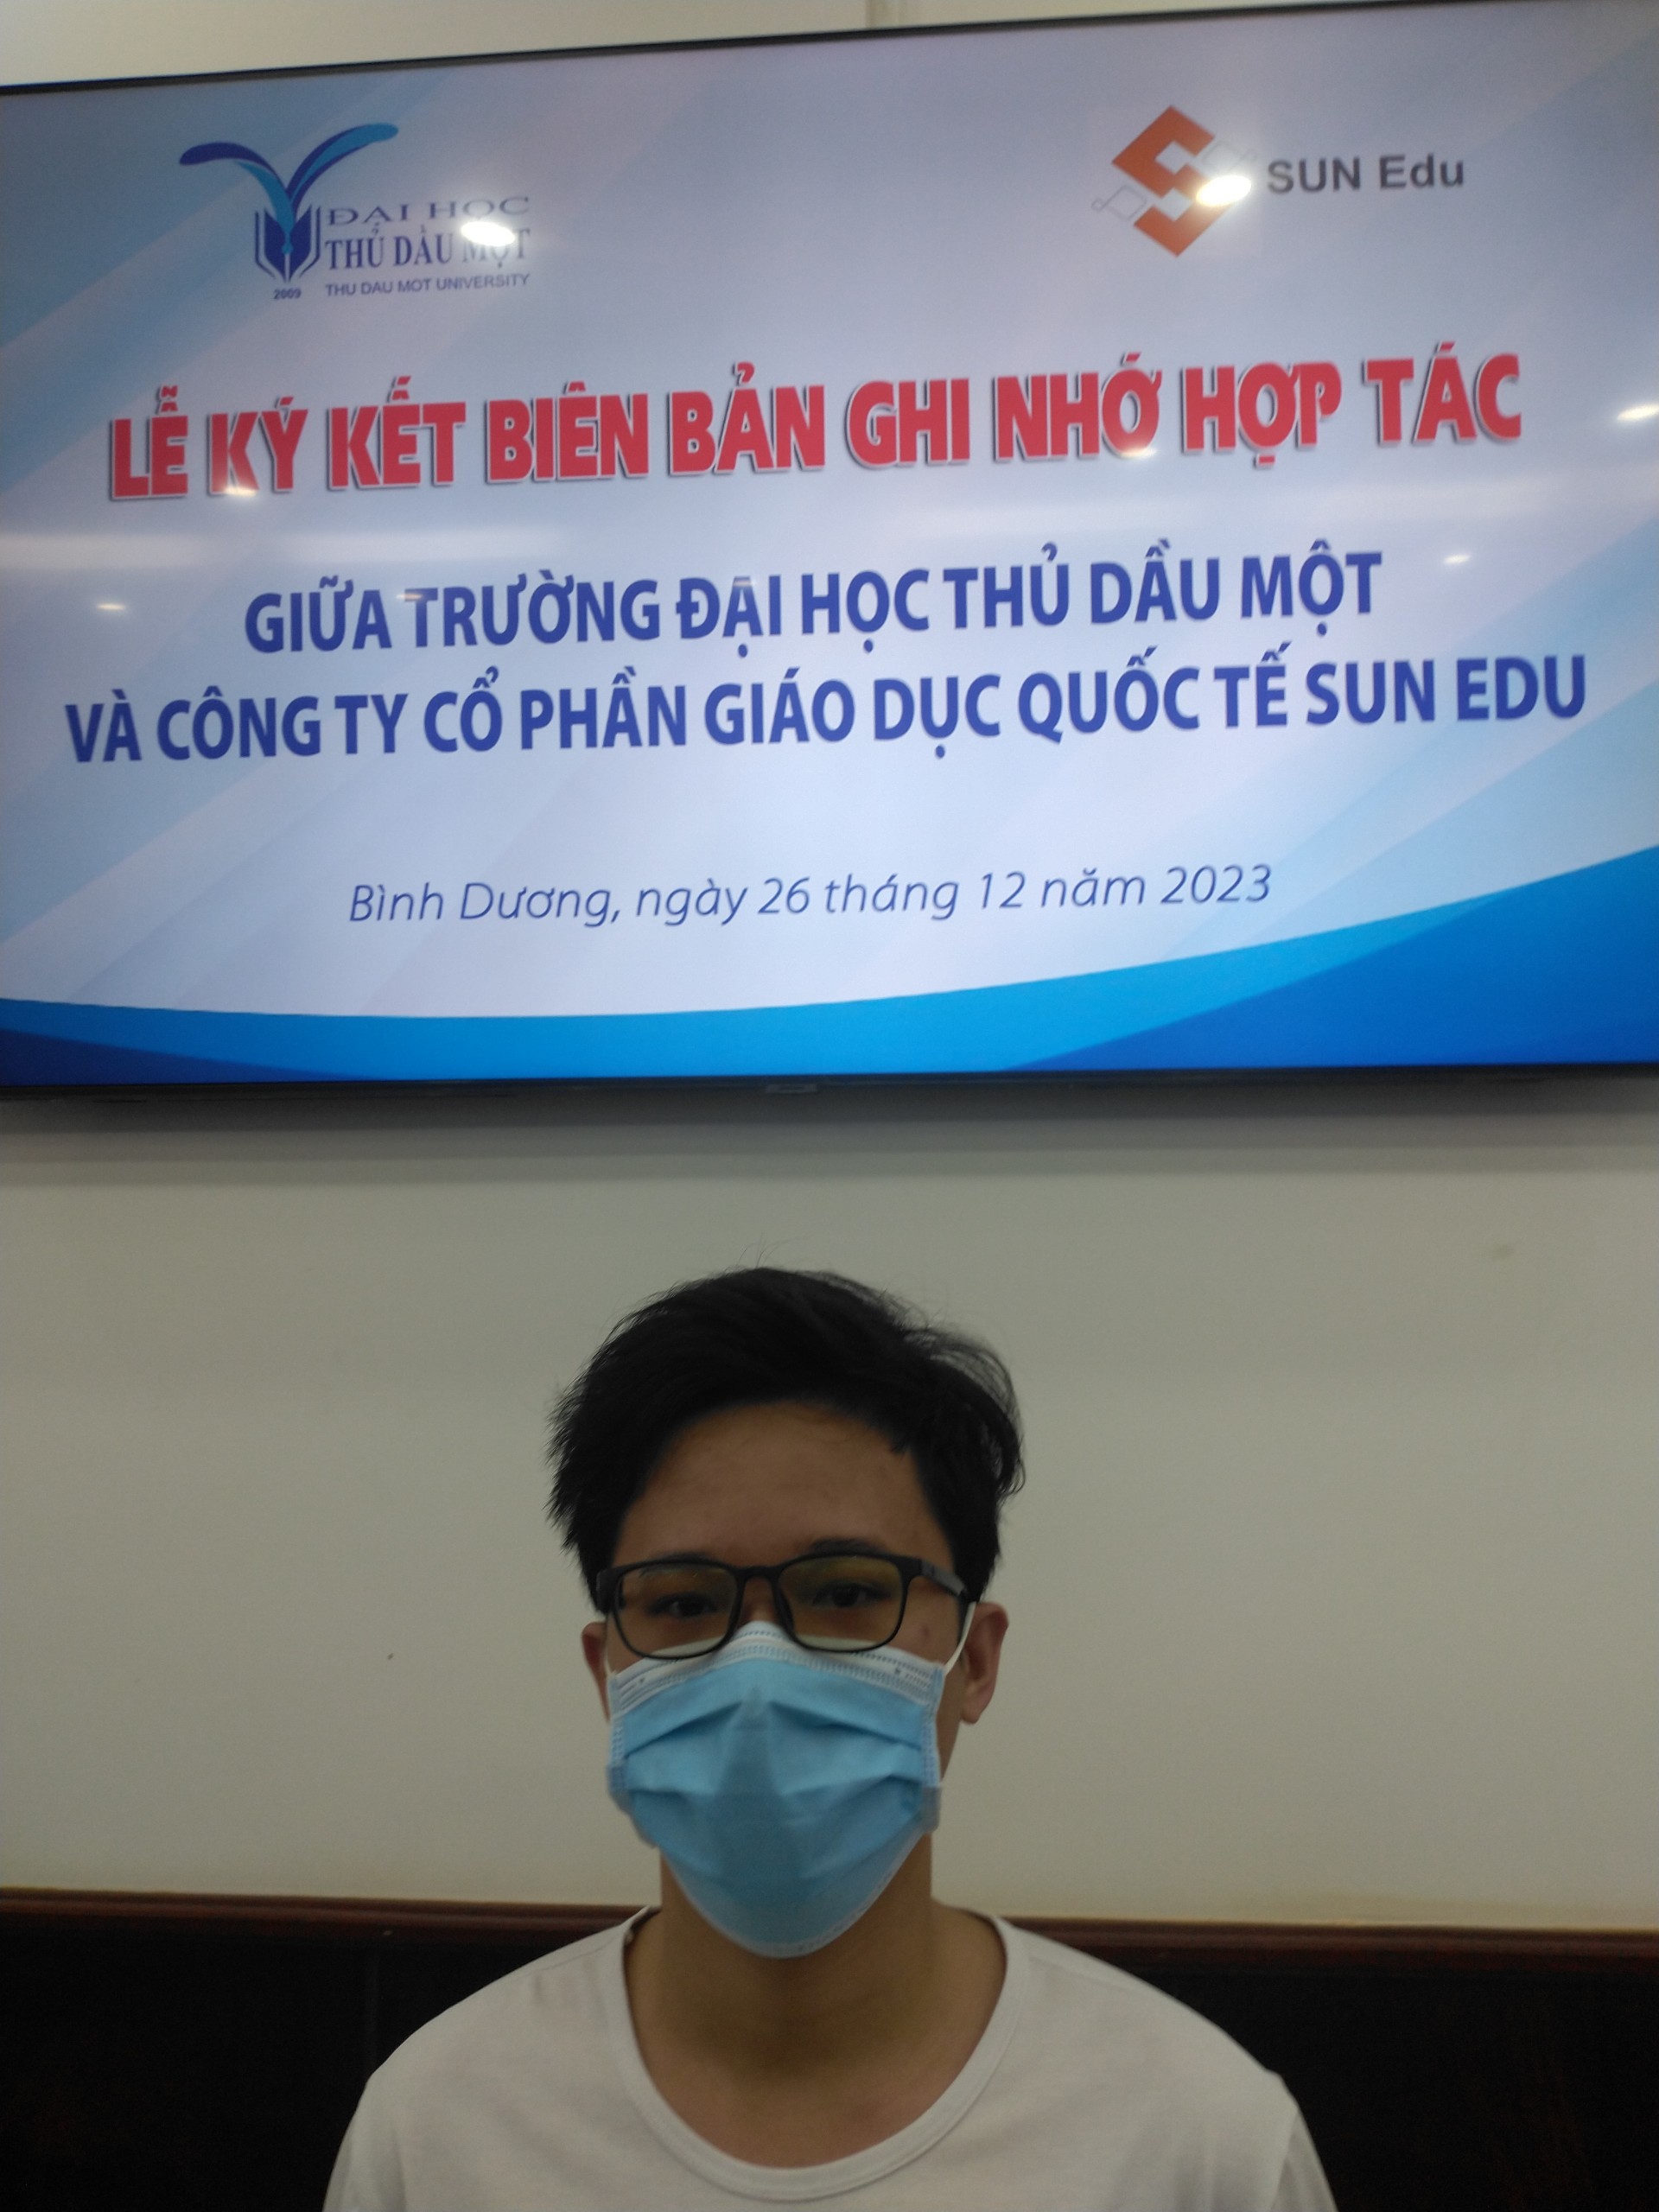 ĐẠI HỌC
THỦ DẦU MỘT
2009 THU DAU MOT UNIVERSITY
SUN Edu
LỄ KÝ KẾT BIÊN BẢN GHI NHỚ HỢP TÁC
GIỮA TRƯỜNG ĐẠI HỌC THỦ DẦU MỘT
VÀ CÔNG TY CỔ PHẦN GIÁO DỤC QUỐC TẾ SUN EDU
Bình Dương, ngày 26 tháng 12 năm 2023